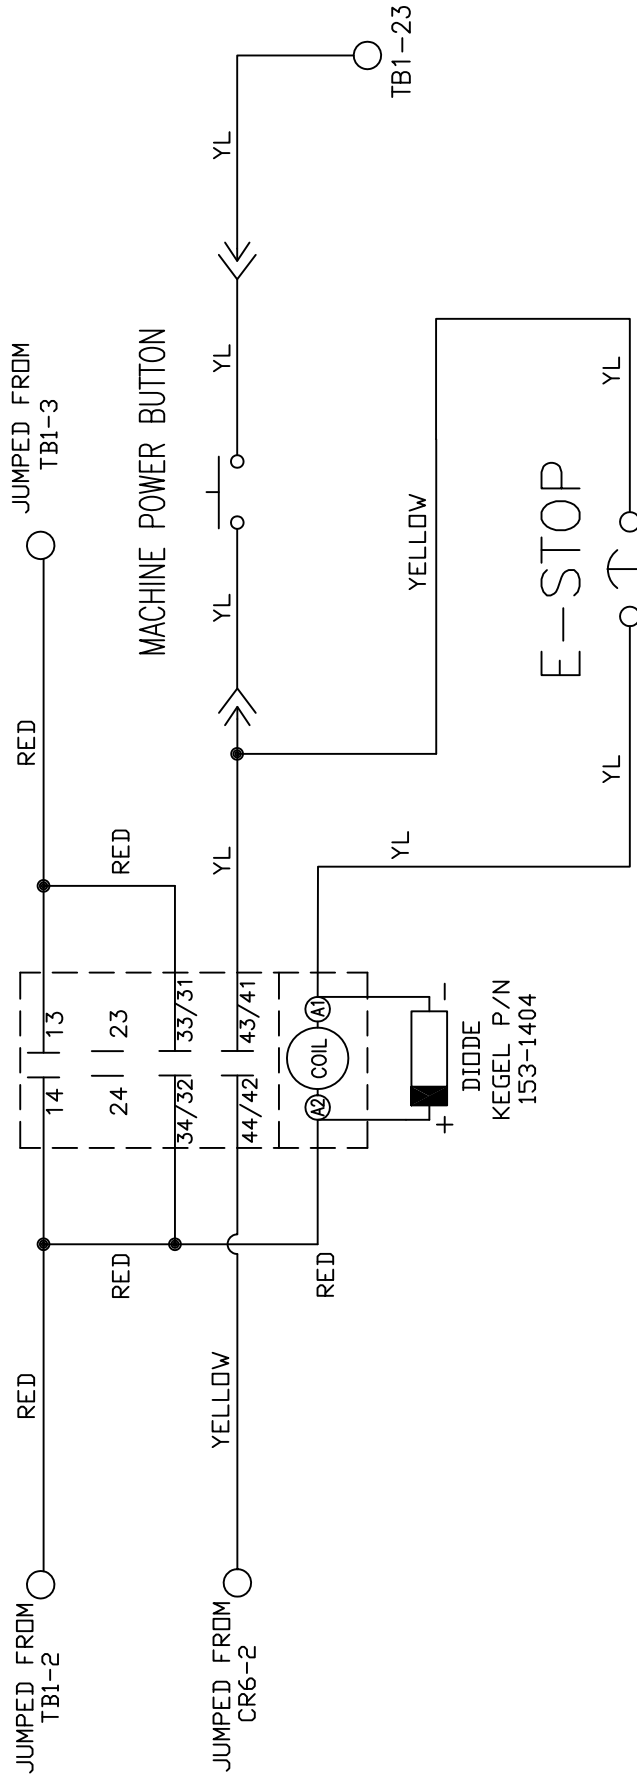 JUMPED FROM
TB1-2
RED
RED
14
13
RED
RED
JUMPED FROM
TB1-3
24
23
34/32
33/31
MACHINE POWER BUTTON
JUMPED FROM
CR6-2
YELLOW
44/42
43/41
YL
YL
YL
YL
TB1-23
RED
A2
COIL
A1
YL
YELLOW
+
-
DIODE
KEGEL P/N
153-1404
E-STOP
YL
YL